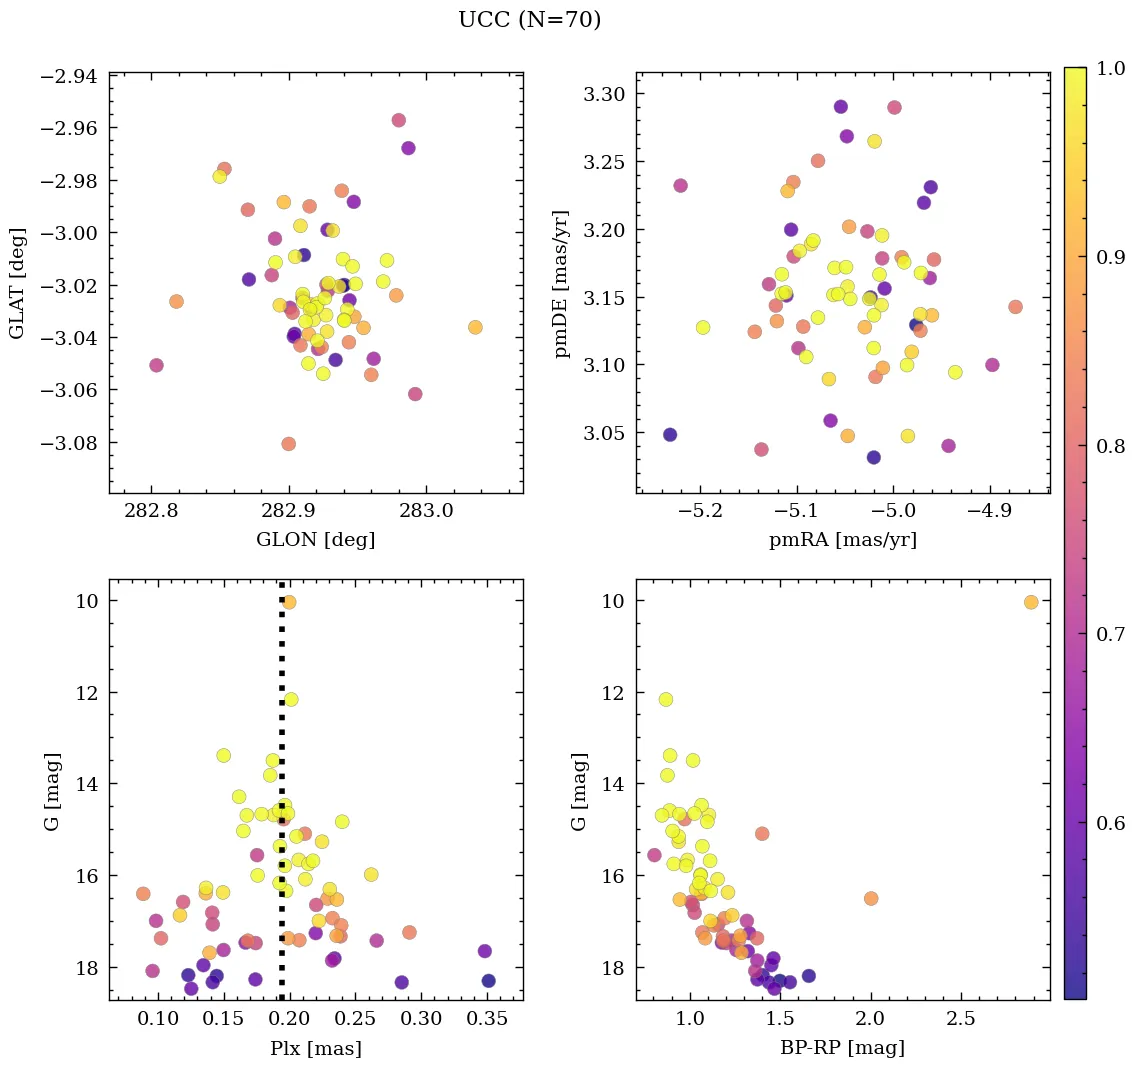 UCC (N=70)
−2.94
−2.96
−2.98
−3.00
−3.02
−3.04
−3.06
−3.08
GLAT [deg]
282.8 282.9 283.0
GLON [deg]
3.30
3.25
3.20
3.15
3.10
3.05
pmDE [mas/yr]
−5.2 −5.1 −5.0 −4.9
pmRA [mas/yr]
1.0
0.9
0.8
0.7
0.6
10
12
14
16
18
G [mag]
0.10 0.15 0.20 0.25 0.30 0.35
Plx [mas]
10
12
14
16
18
G [mag]
1.0 1.5 2.0 2.5
BP-RP [mag]